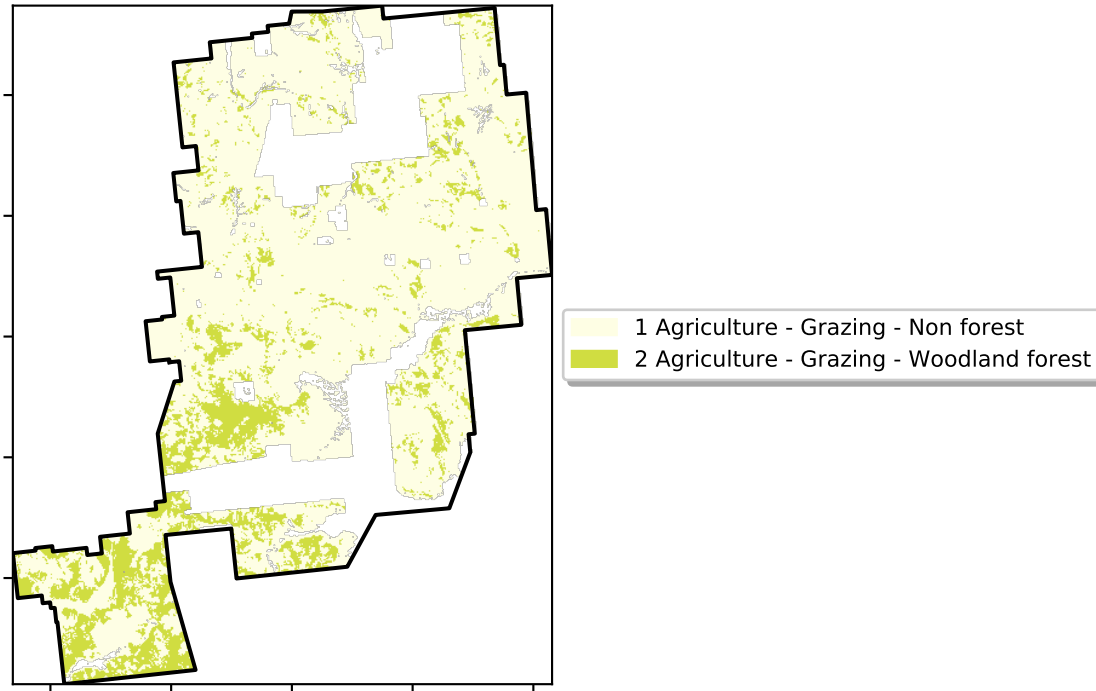 1 Agriculture - Grazing - Non forest
2 Agriculture - Grazing - Woodland forest